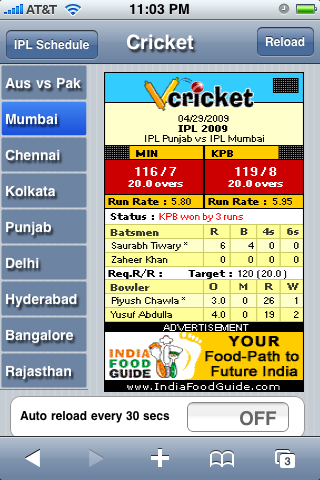 AT&T 11:03 PM
IPL Schedule Cricket Reload
Aus vs Pak
Mumbai
Chennai
Kolkata
Punjab
Delhi
Hyderabad
Bangalore
Rajasthan
Vcricket
04/29/2009
IPL 2009
IPL Punjab vs IPL Mumbai
MIN KPB
116/7 119/8
20.0 overs 20.0 overs
Run Rate : 5.80 Run Rate : 5.95
Status : KPB won by 3 runs
Batsmen R B 4s 6s
Saurabh Tiwary * 6 4 0 0
Zaheer Khan 0 0 0 0
Req.R/R : Target : 120 (20.0 )
Bowler O M R W
Piyush Chawla * 3.0 0 26 1
Yusuf Abdulla 4.0 0 19 2
ADVERTISEMENT
INDIA
FOOD
GUIDE
YOUR
Food-Path to
Future India
www.IndiaFoodGuide.com
Auto reload every 30 secs OFF
3